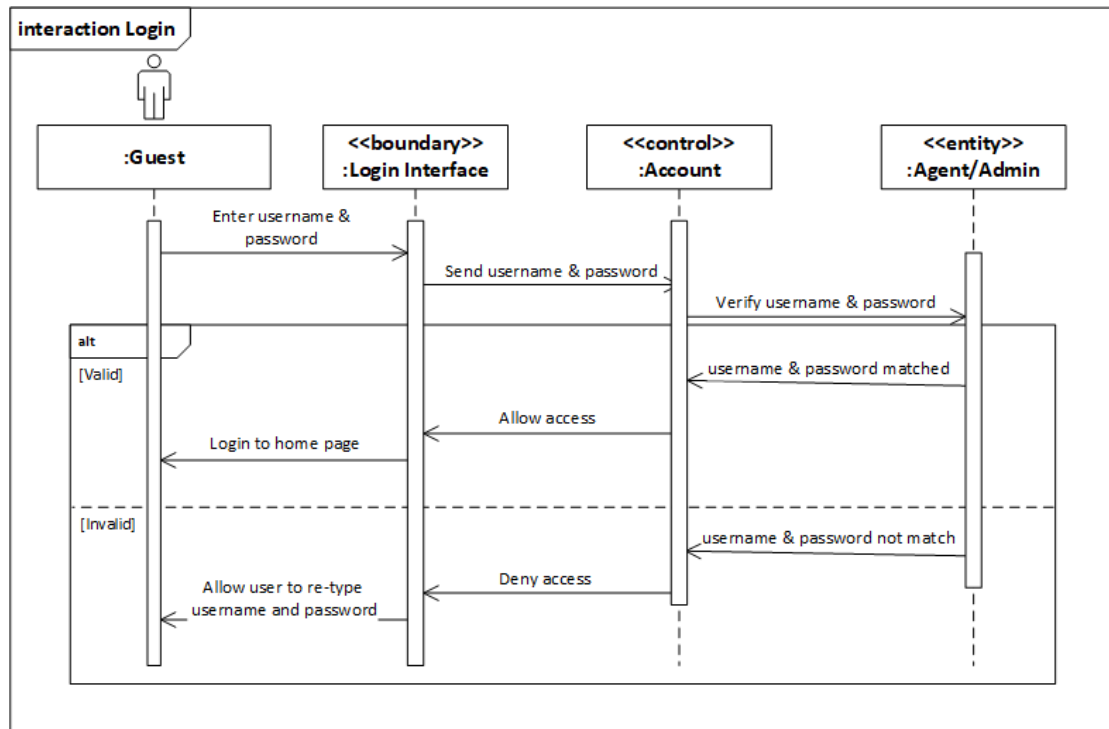 interaction Login
:Guest
<<boundary>>
:Login Interface
<<control>>
:Account
<<entity>>
:Agent/Admin
Enter username &
password
Send username & password
Verify username & password
alt
[Valid]
username & password matched
Allow access
Login to home page
[Invalid]
username & password not match
Deny access
Allow user to re-type
username and password